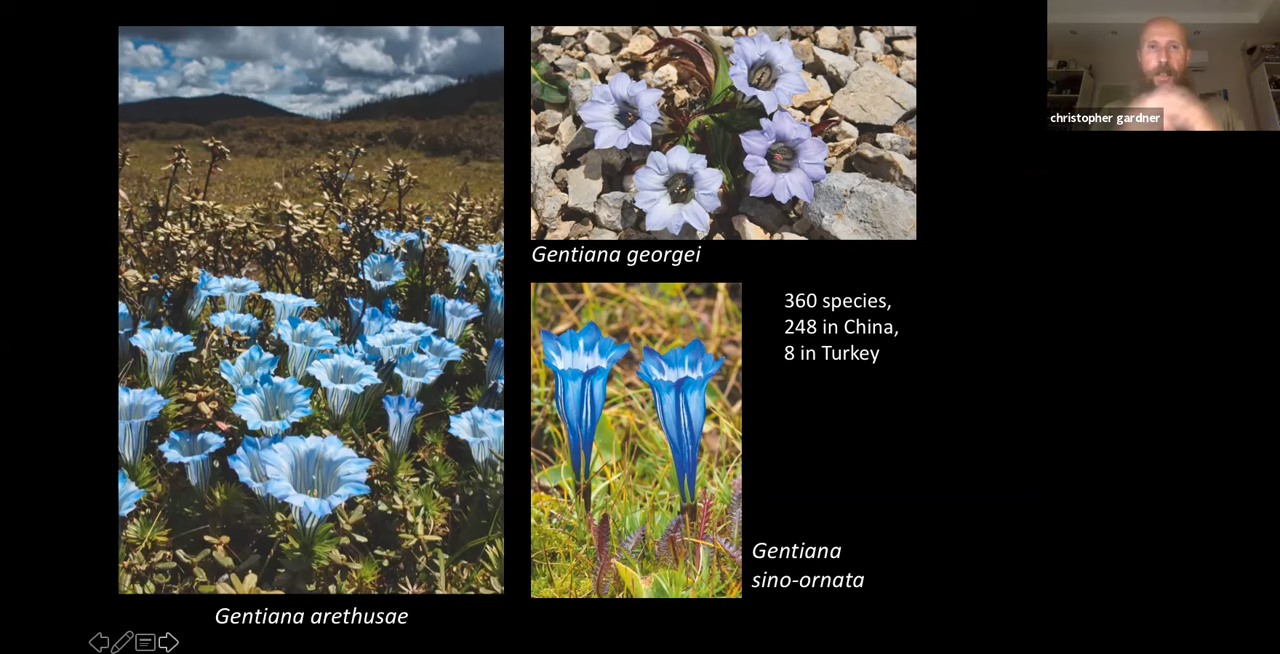 christopher gardner
Gentiana georgei
360 species,
248 in China,
8 in Turkey
Gentiana
sino-ornata
Gentiana arethusae